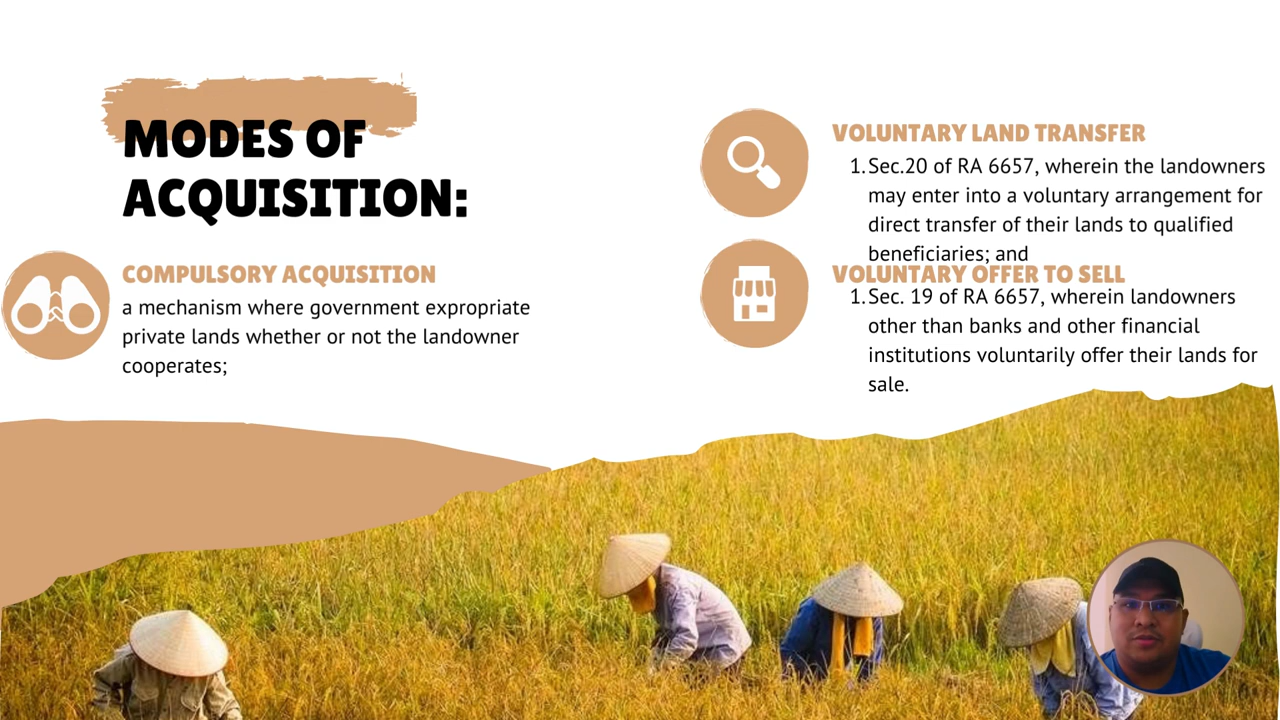 MODES OF
ACQUISITION:
COMPULSORY ACQUISITION
a mechanism where government expropriate
private lands whether or not the landowner
cooperates;
VOLUNTARY LAND TRANSFER
1. Sec.20 of RA 6657, wherein the landowners
may enter into a voluntary arrangement for
direct transfer of their lands to qualified
beneficiaries; and
VOLUNTARY OFFER TO SELL
1. Sec. 19 of RA 6657, wherein landowners
other than banks and other financial
institutions voluntarily offer their lands for
sale.